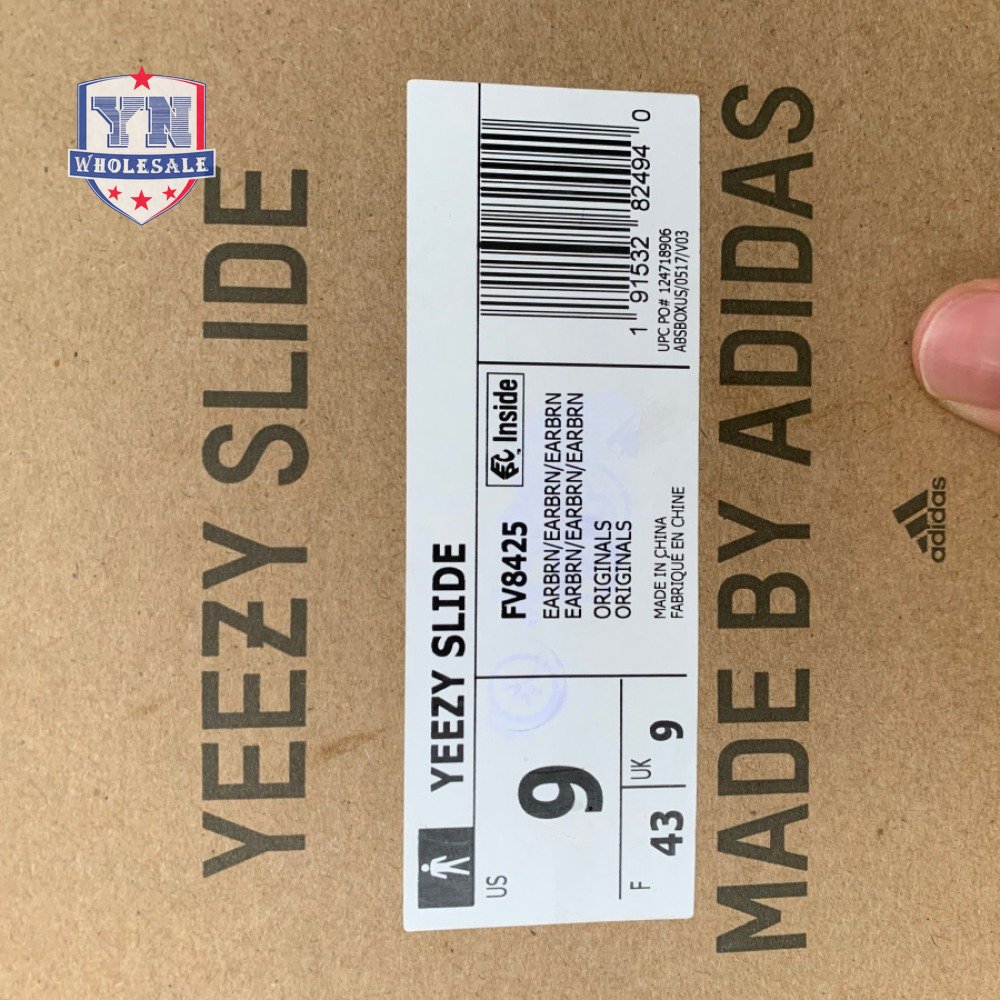 YN
WHOLESALE
YEEZY SLIDE
YEEZY SLIDE
US
9
F
43
UK
9
FV8425
Inside
EARBRN/EARBRN/EARBRN
EARBRN/EARBRN/EARBRN
ORIGINALS
ORIGINALS
MADE IN CHINA
FABRIQUE EN CHINE
1 91532 82494 0
UPC PO# 124718906
ABSBOXUS/0517/V03
MADE BY ADIDAS
adidas